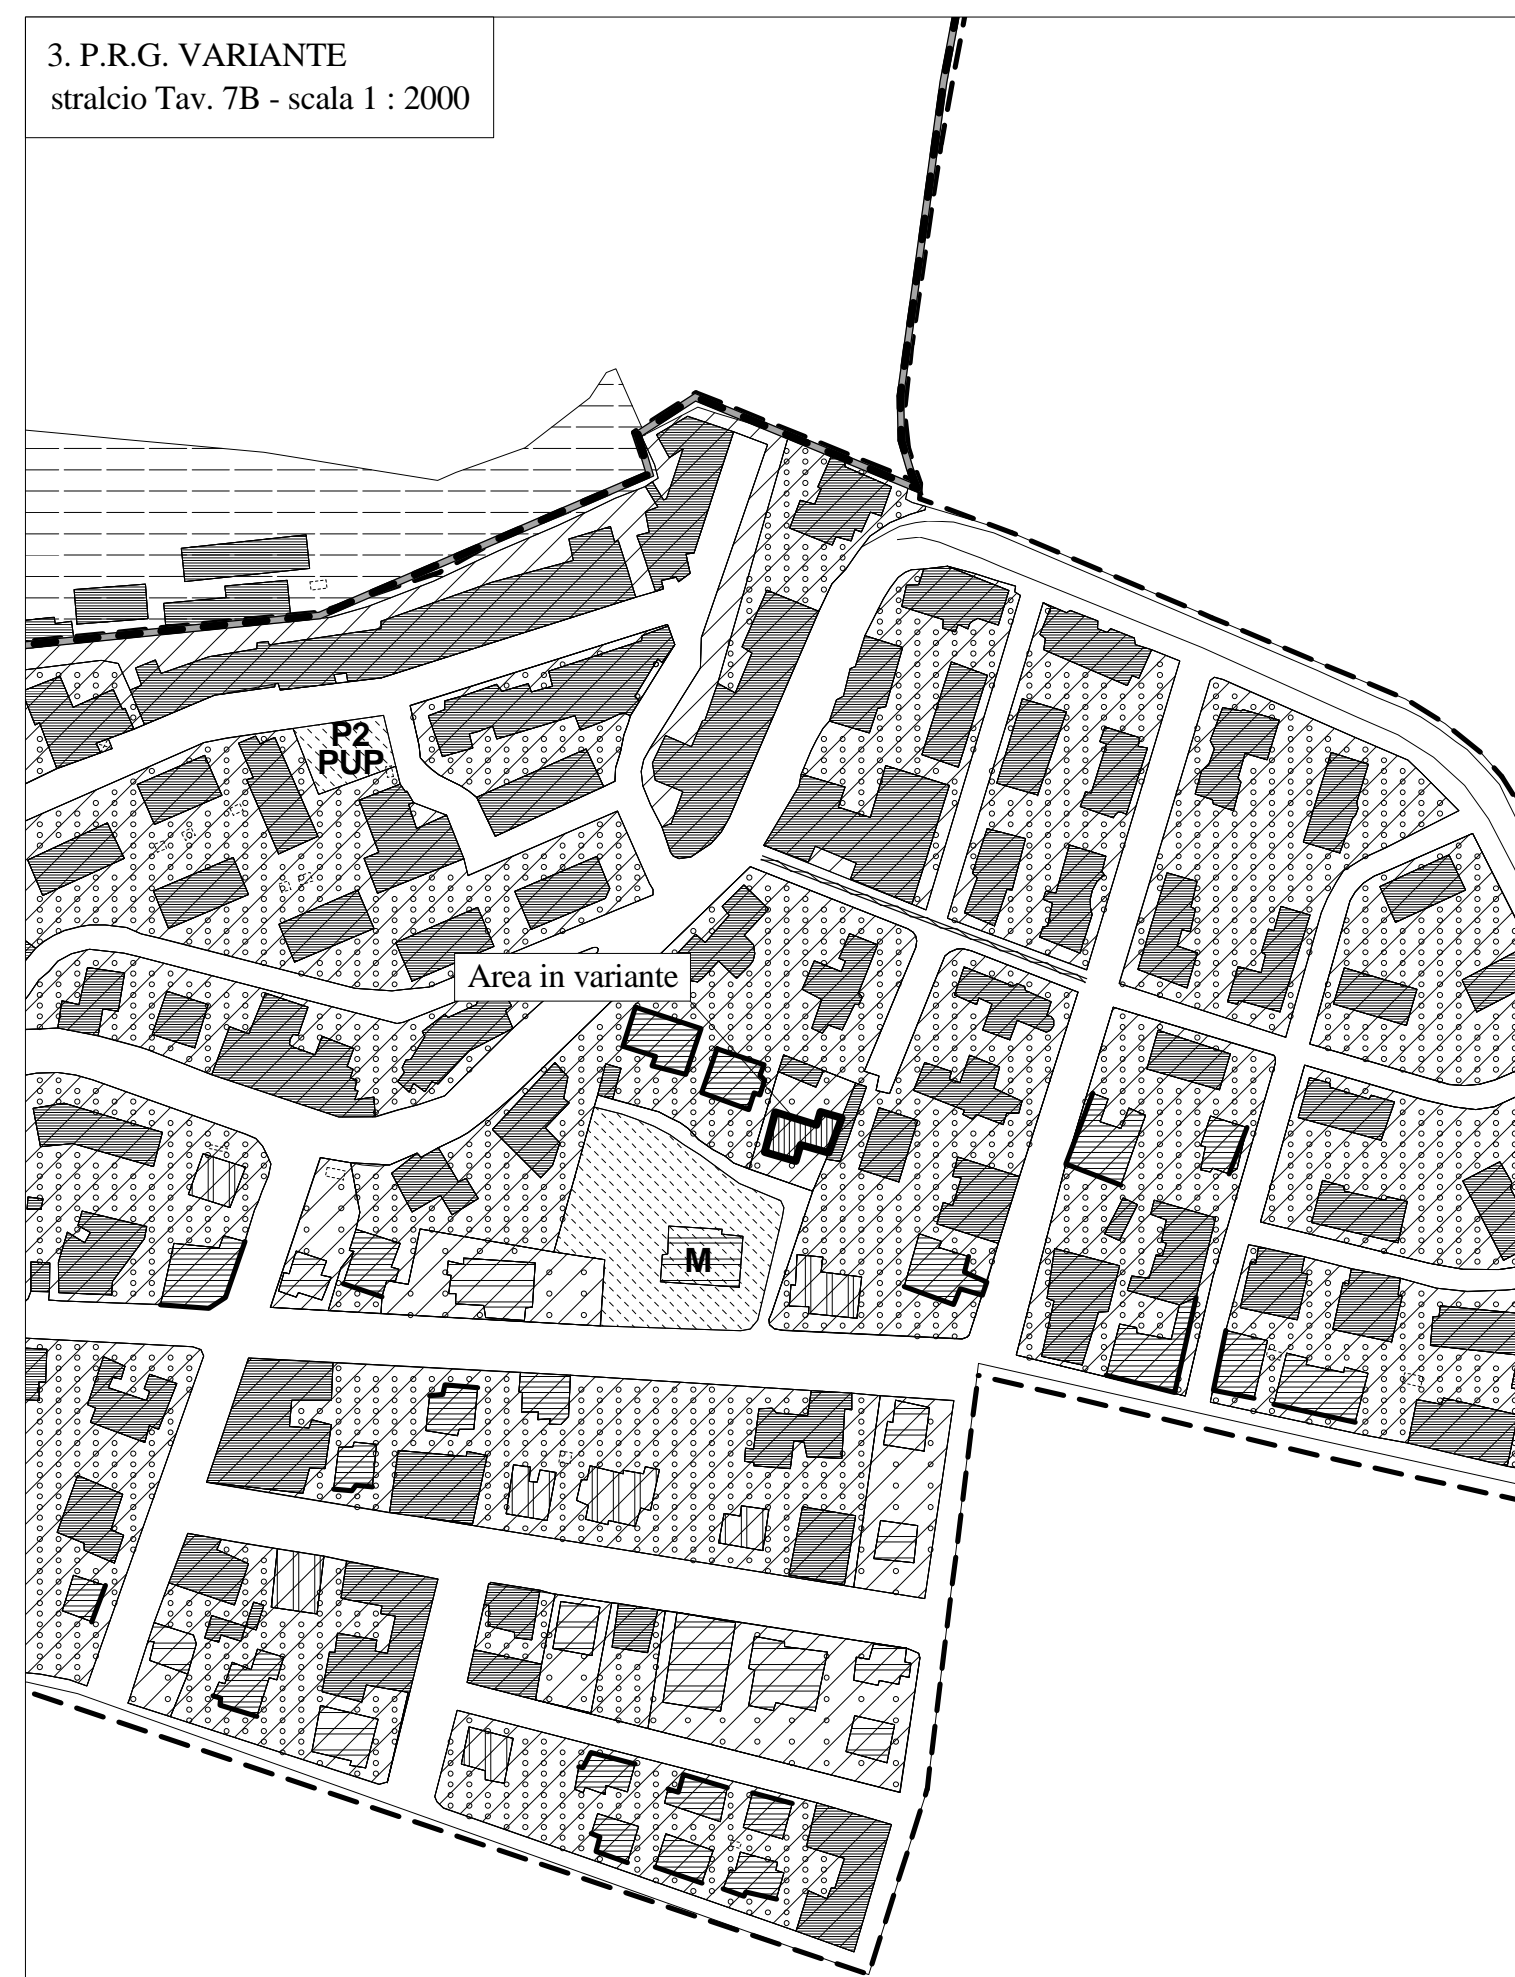 3. P.R.G. VARIANTE
stralcio Tav. 7B - scala 1 : 2000
P2
PUP
Area in variante
M